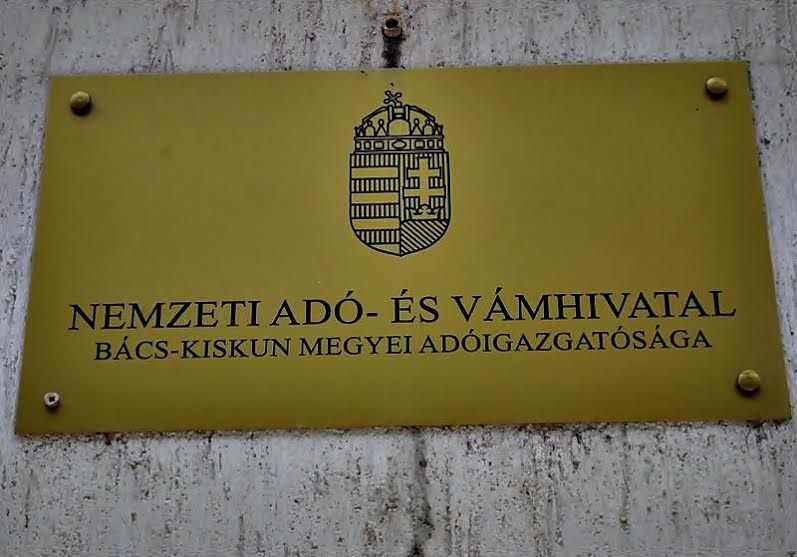 NEMZETI ADÓ- ÉS VÁMHIVATAL
BÁCS-KISKUN MEGYEI ADÓIGAZGATÓSÁGA